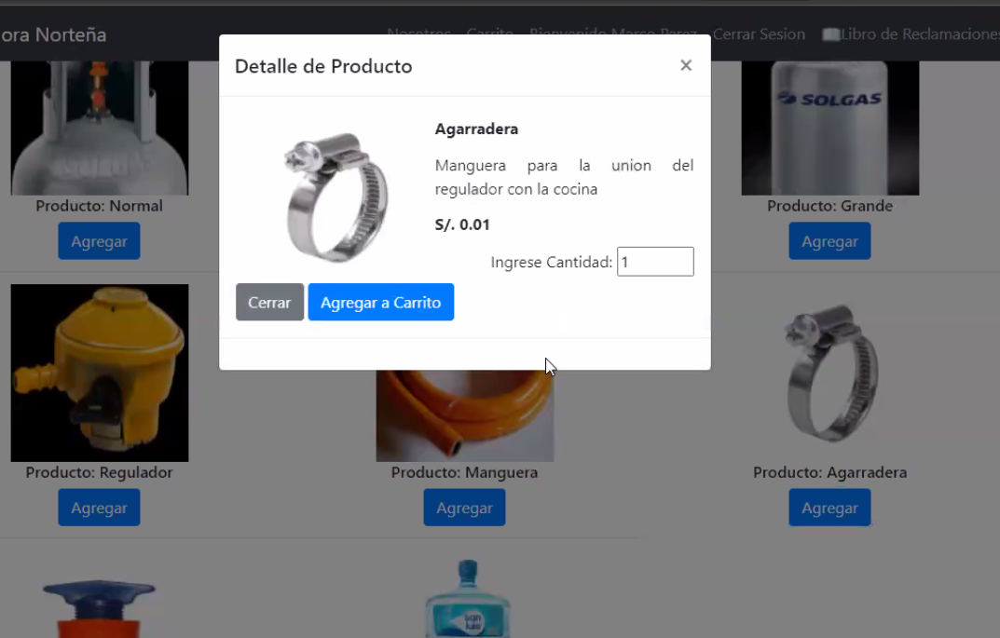 ora Norteña
Nosotros Carrito Bienvenido Marco Perez Cerrar Sesion Libro de Reclamaciones
Detalle de Producto ×
Agarradera
Manguera para la union del
regulador con la cocina
S/. 0.01
Ingrese Cantidad: 1
Cerrar Agregar a Carrito
SOLGAS
Producto: Normal
Agregar
Producto: Grande
Agregar
Producto: Regulador
Agregar
Producto: Manguera
Agregar
Producto: Agarradera
Agregar
san luis